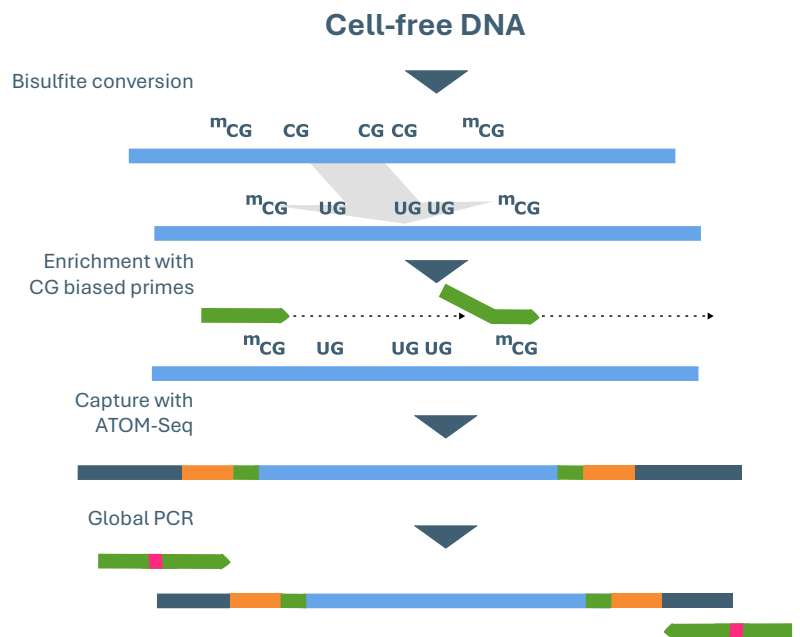 Cell-free DNA
Bisulfite conversion
mCG CG CG CG mCG
mCG UG UG UG mCG
Enrichment with
CG biased primes
mCG UG UG UG mCG
Capture with
ATOM-Seq
Global PCR